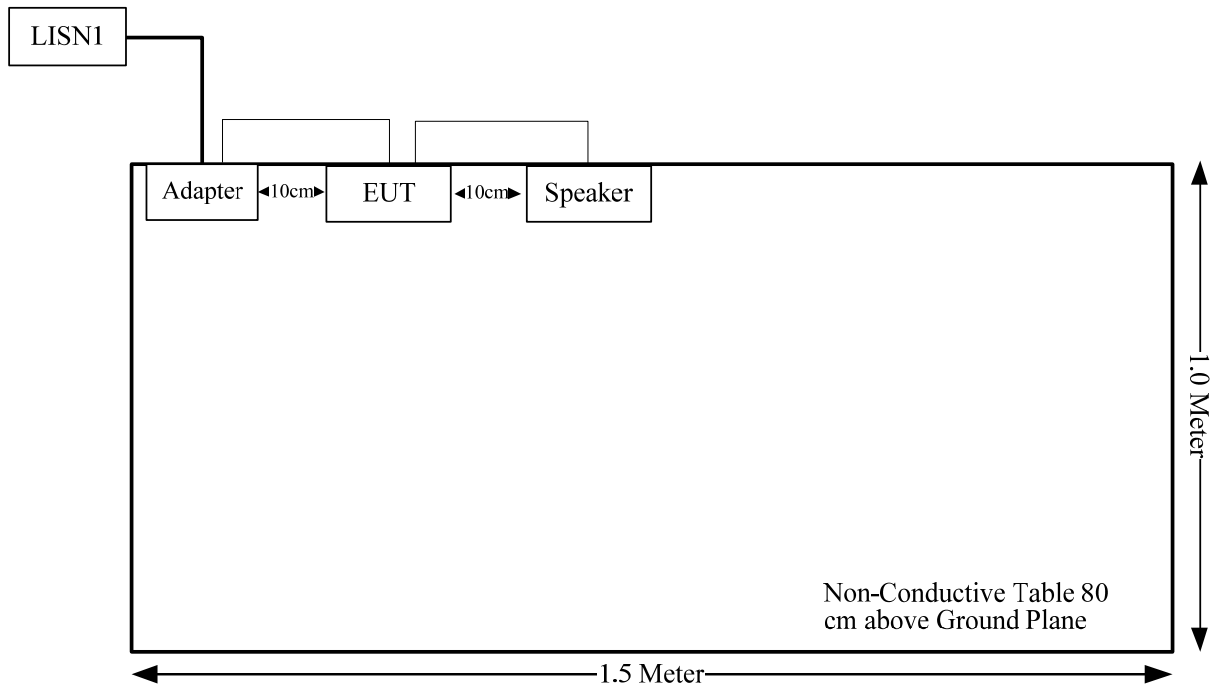 LISN1
Adapter
10cm
EUT
10cm
Speaker
1.0 Meter
Non-Conductive Table 80
cm above Ground Plane
1.5 Meter